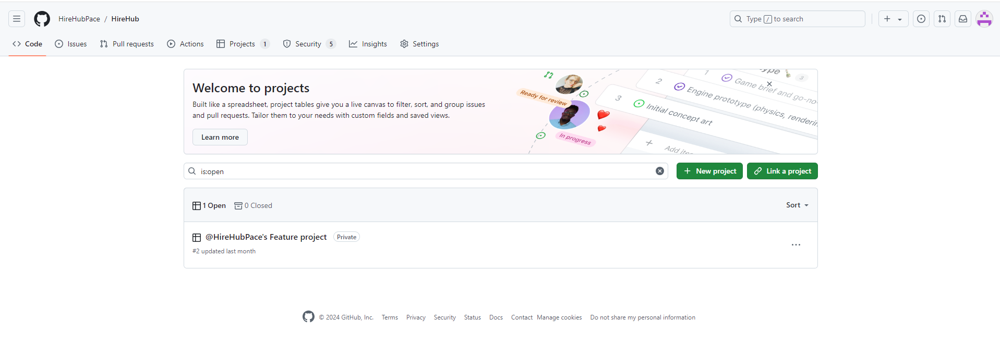 HireHubPace / HireHub
Type / to search
Code Issues Pull requests Actions Projects 1 Security 5 Insights Settings
Welcome to projects
Built like a spreadsheet, project tables give you a live canvas to filter, sort, and group issues
and pull requests. Tailor them to your needs with custom fields and saved views.
Learn more
Ready for review
In progress
1 Game brief and go-no-
3
2 Engine prototype (physics, renderin
3 Initial concept art
+ Add ite
is:open
New project
Link a project
1 Open 0 Closed
Sort
@HireHubPace's Feature project Private
#2 updated last month
© 2024 GitHub, Inc. Terms Privacy Security Status Docs Contact Manage cookies Do not share my personal information